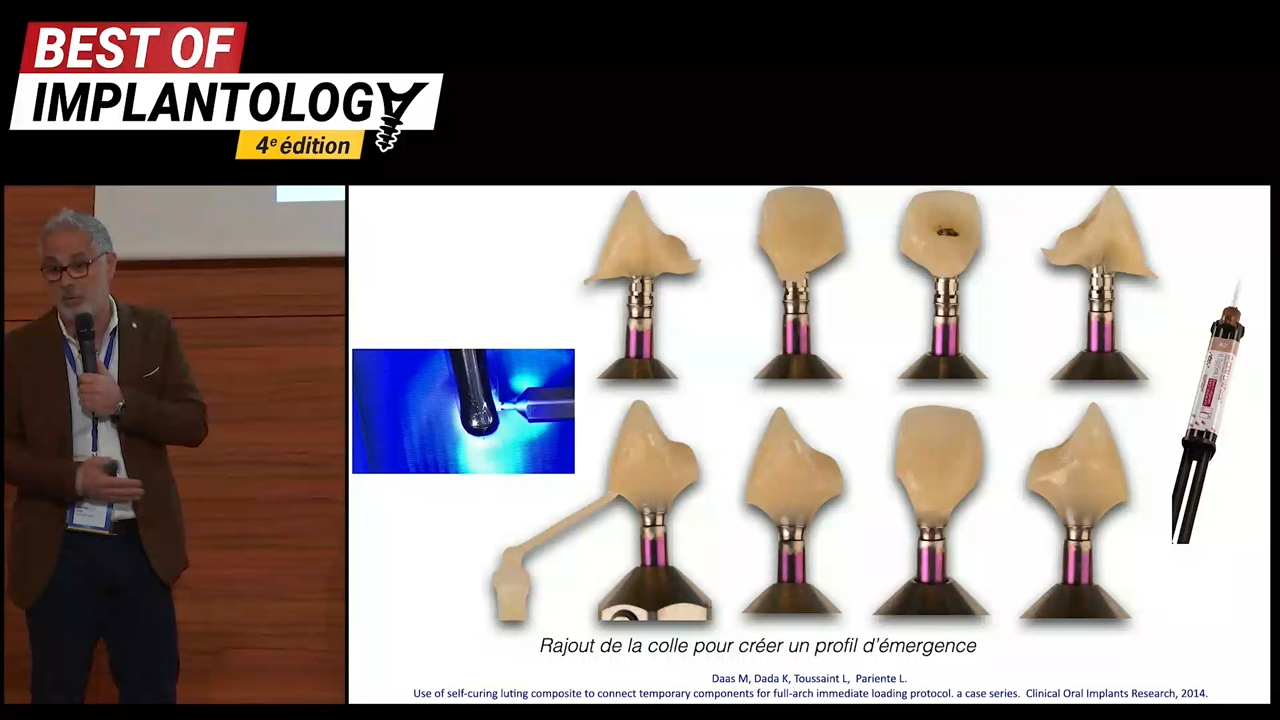 BEST OF
IMPLANTOLOGY
4e édition
A2
Rajout de la colle pour créer un profil d'émergence
Daas M, Dada K, Toussaint L, Pariente L.
Use of self-curing luting composite to connect temporary components for full-arch immediate loading protocol. a case series. Clinical Oral Implants Research, 2014.